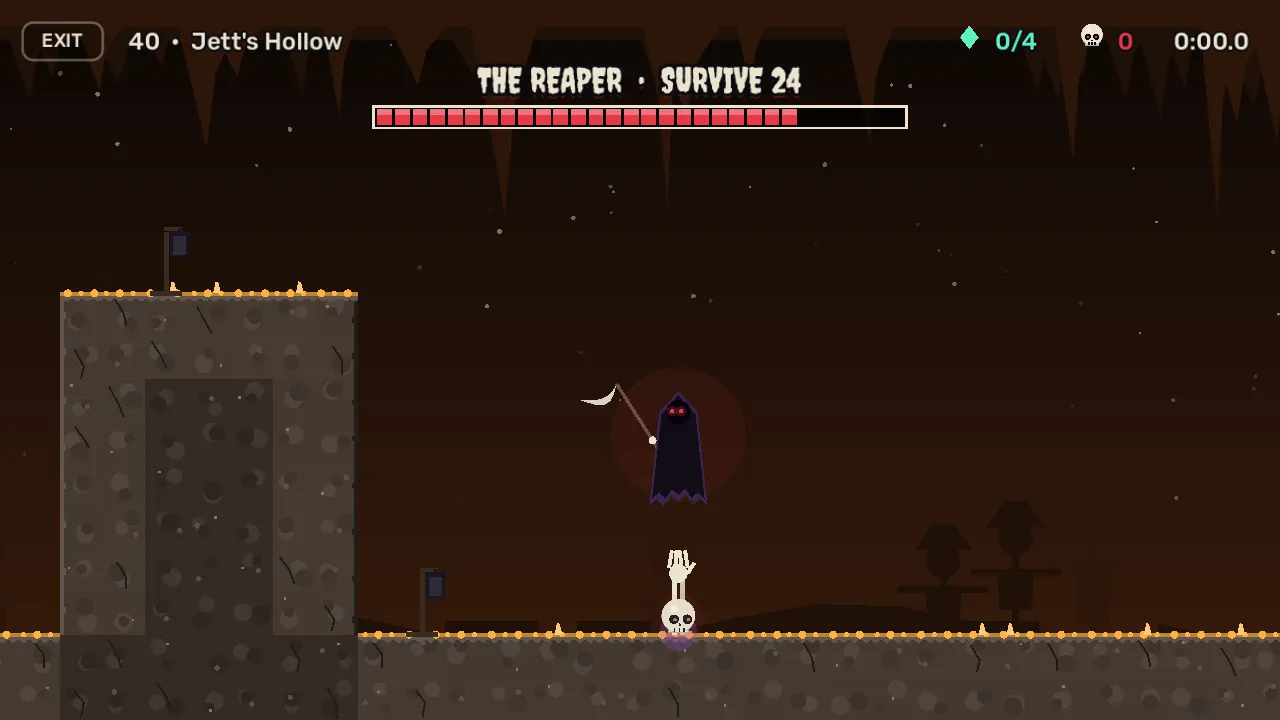 EXIT 40 • Jett's Hollow 0/4 0 0:00.0
THE REAPER • SURVIVE 24